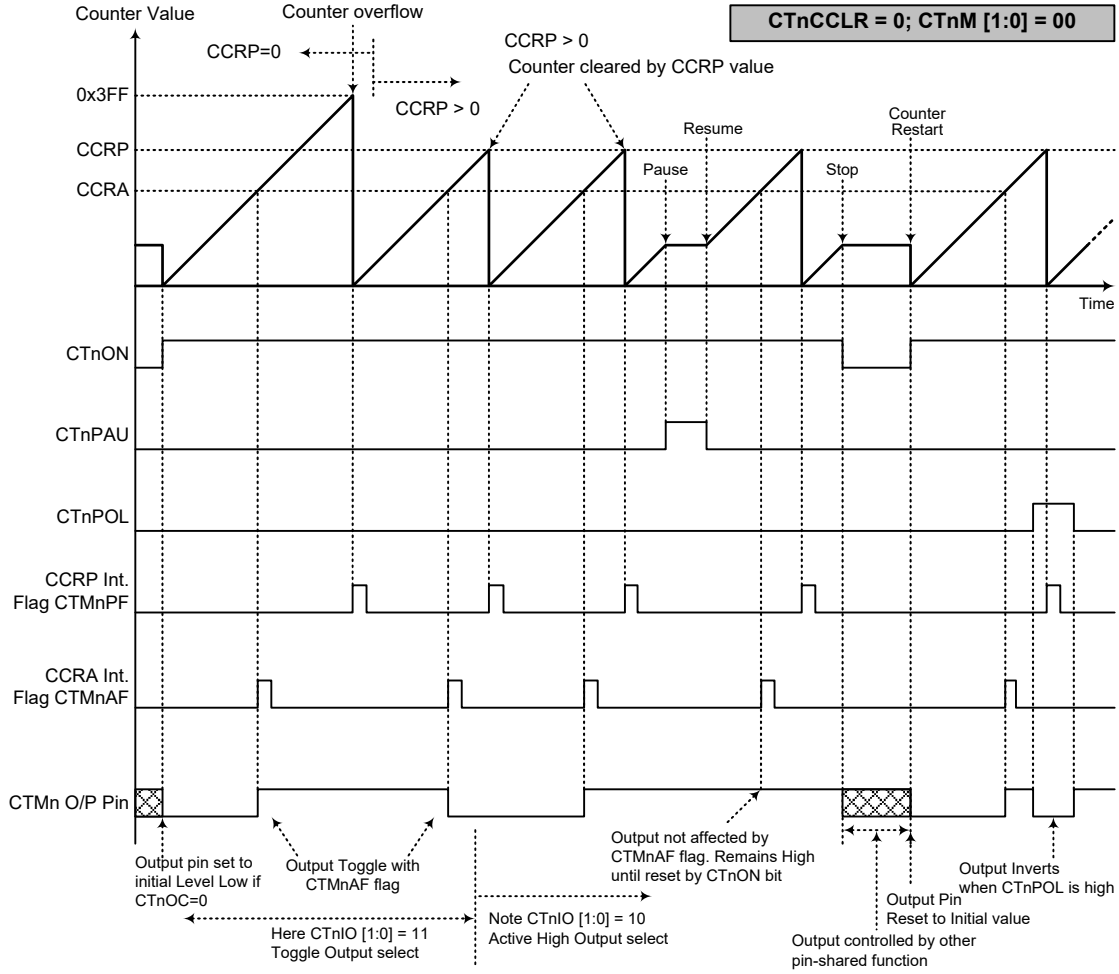 Counter Value
Counter overflow
CTnCCLR = 0; CTnM [1:0] = 00
CCRP=0
CCRP > 0
CCRP > 0
Counter cleared by CCRP value
0x3FF
CCRP
CCRA
Pause
Resume
Stop
Counter
Restart
Time
CTnON
CTnPAU
CTnPOL
CCRP Int.
Flag CTMnPF
CCRA Int.
Flag CTMnAF
CTMn O/P Pin
Output pin set to
initial Level Low if
CTnOC=0
Output Toggle with
CTMnAF flag
Here CTnIO [1:0] = 11
Toggle Output select
Note CTnIO [1:0] = 10
Active High Output select
Output not affected by
CTMnAF flag. Remains High
until reset by CTnON bit
Output controlled by other
pin-shared function
Output Pin
Reset to Initial value
Output Inverts
when CTnPOL is high